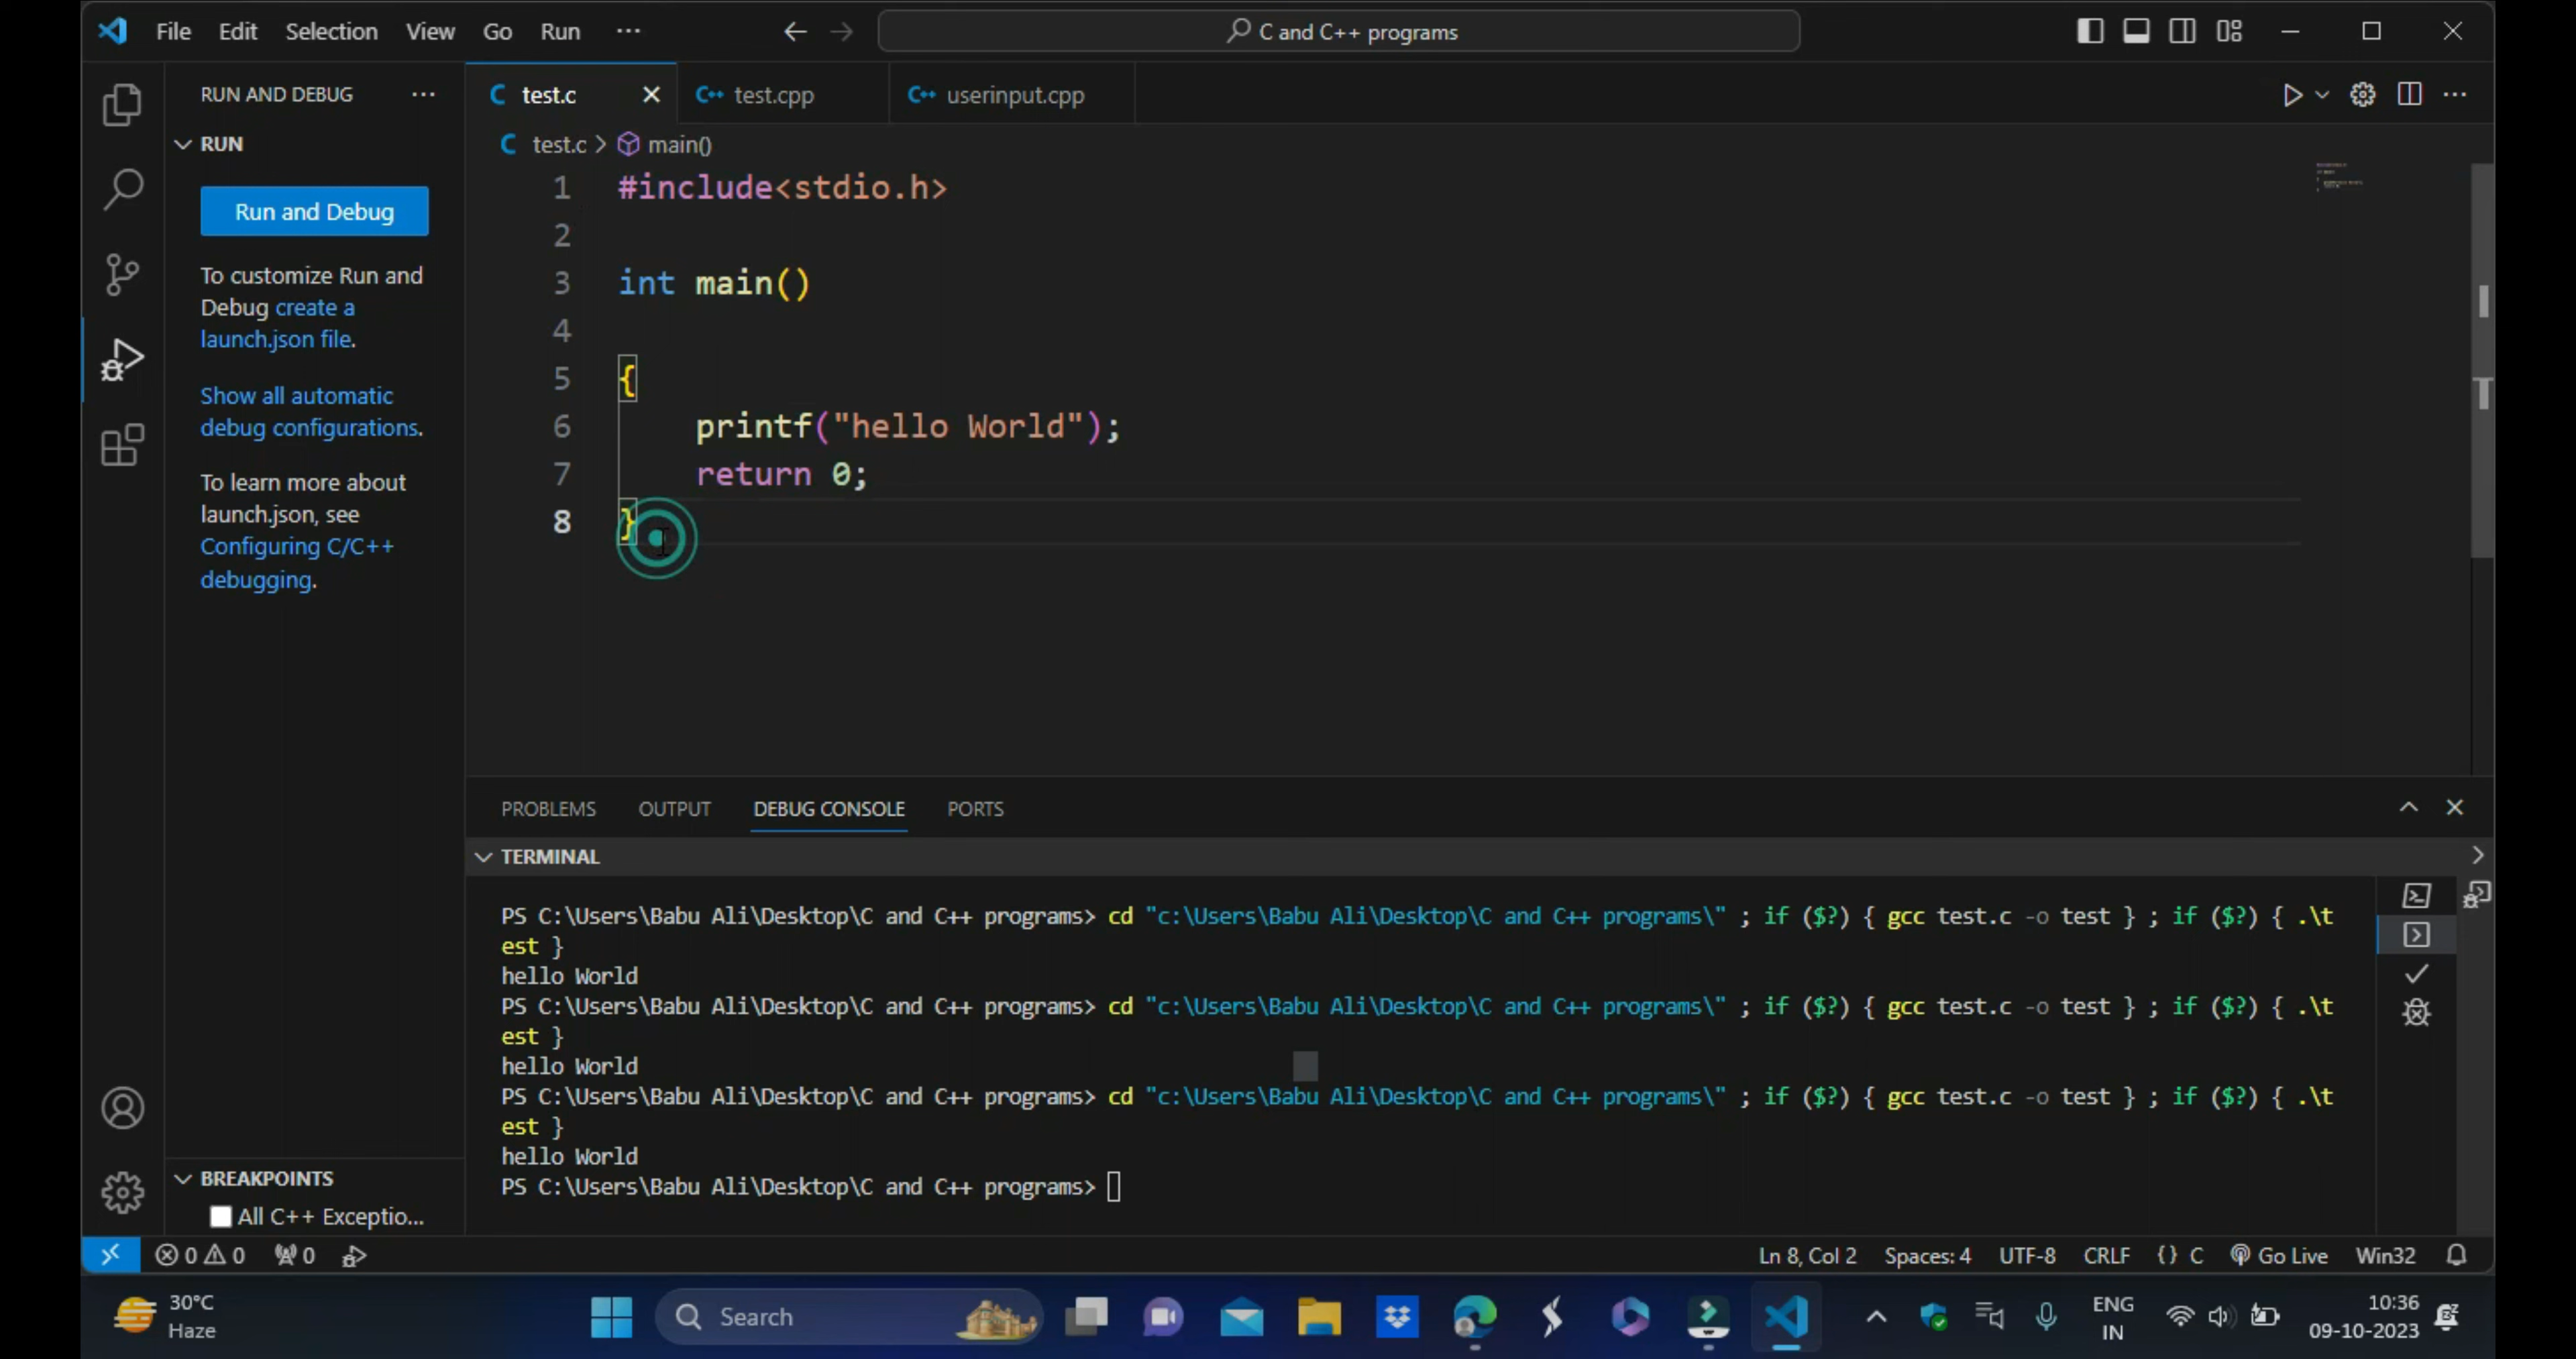 File Edit Selection View Go Run ···
C and C++ programs
RUN AND DEBUG ···
RUN
Run and Debug
To customize Run and
Debug create a
launch.json file.
Show all automatic
debug configurations.
To learn more about
launch.json, see
Configuring C/C++
debugging.
BREAKPOINTS
All C++ Exceptio...
C test.c
C++ test.cpp
C++ userinput.cpp
C test.c > main()
1 #include<stdio.h>
2
3 int main()
4
5 {
6 printf("hello World");
7 return 0;
8 }
PROBLEMS OUTPUT DEBUG CONSOLE PORTS
TERMINAL
PS C:\Users\Babu Ali\Desktop\C and C++ programs> cd "c:\Users\Babu Ali\Desktop\C and C++ programs\" ; if ($?) { gcc test.c -o test } ; if ($?) { .\t
est }
hello World
PS C:\Users\Babu Ali\Desktop\C and C++ programs> cd "c:\Users\Babu Ali\Desktop\C and C++ programs\" ; if ($?) { gcc test.c -o test } ; if ($?) { .\t
est }
hello World
PS C:\Users\Babu Ali\Desktop\C and C++ programs> cd "c:\Users\Babu Ali\Desktop\C and C++ programs\" ; if ($?) { gcc test.c -o test } ; if ($?) { .\t
est }
hello World
PS C:\Users\Babu Ali\Desktop\C and C++ programs>
0 0 0
Ln 8, Col 2 Spaces: 4 UTF-8 CRLF {} C Go Live Win32
30°C
Haze
Search
ENG
IN
10:36
09-10-2023